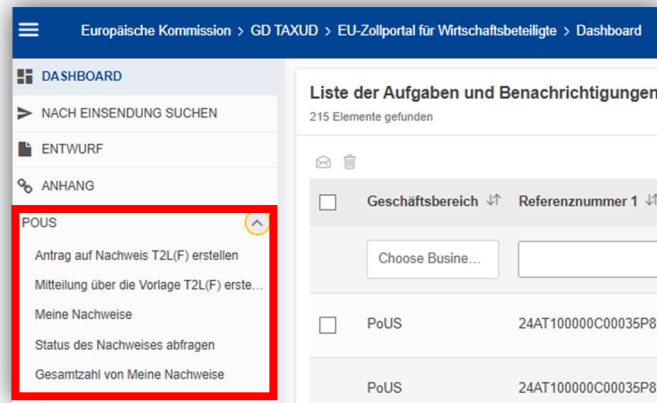 Europäische Kommission > GD TAXUD > EU-Zollportal für Wirtschaftsbeteiligte > Dashboard
DASHBOARD
NACH EINSENDUNG SUCHEN
ENTWURF
ANHANG
POUS
Antrag auf Nachweis T2L(F) erstellen
Mitteilung über die Vorlage T2L(F) erste...
Meine Nachweise
Status des Nachweises abfragen
Gesamtzahl von Meine Nachweise
Liste der Aufgaben und Benachrichtigungen
215 Elemente gefunden
Geschäftsbereich Referenznummer 1
Choose Busine...
PoUS 24AT100000C00035P8
PoUS 24AT100000C00035P8